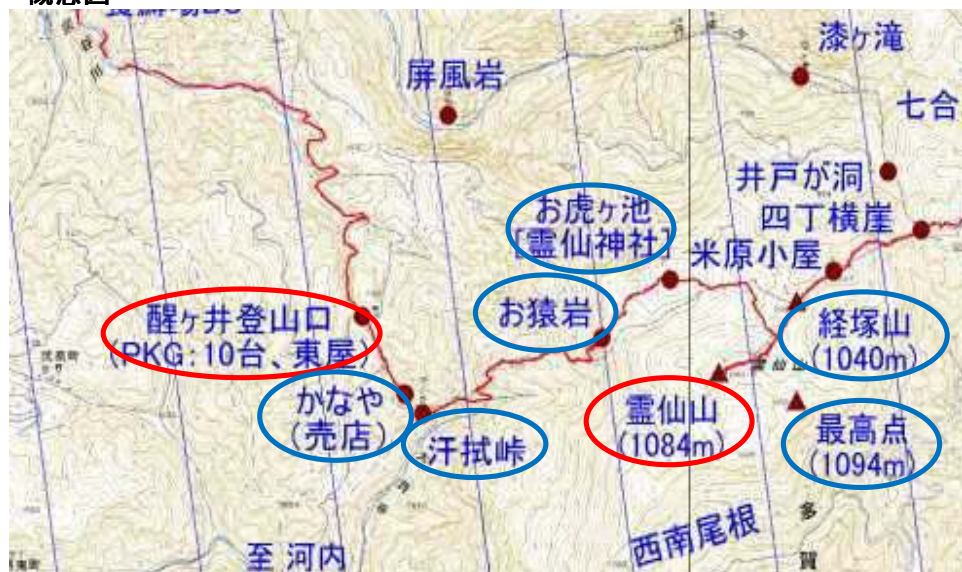 概念図
漆ヶ滝
屏風岩
七合
井戸が洞
お虎ヶ池
[霊仙神社]
四丁横崖
米原小屋
お猿岩
醒ヶ井登山口
(PKG:10台、東屋)
経塚山
(1040m)
かなや
(売店)
霊仙山
(1084m)
汗拭峠
最高点
(1094m)
西南尾根
多
賀
至 河内